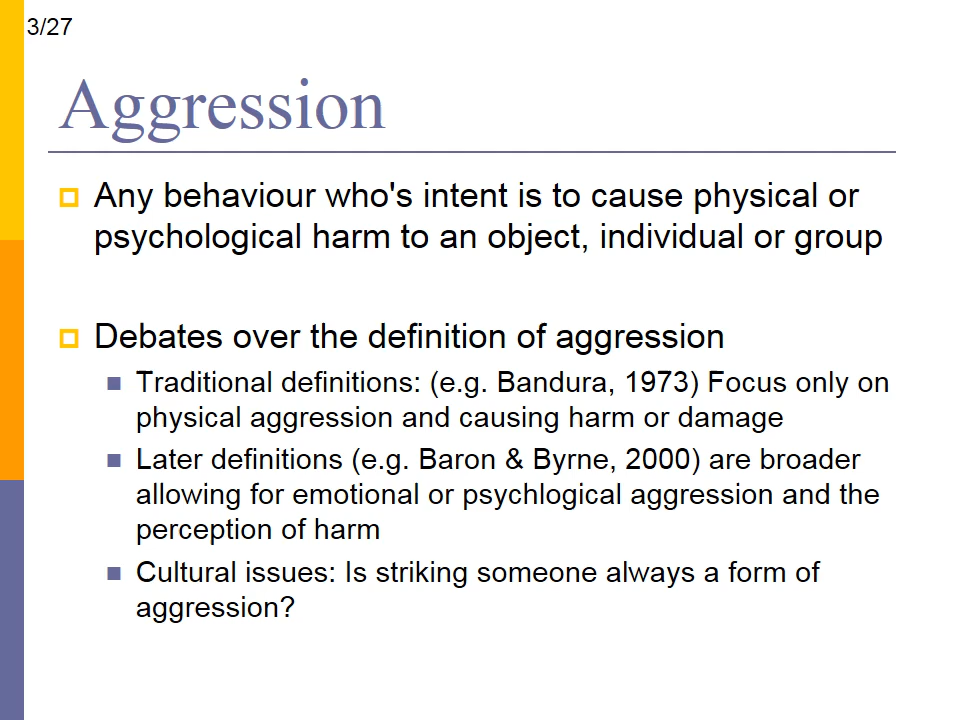 3/27
Aggression
Any behaviour who's intent is to cause physical or
psychological harm to an object, individual or group
Debates over the definition of aggression
Traditional definitions: (e.g. Bandura, 1973) Focus only on
physical aggression and causing harm or damage
Later definitions (e.g. Baron & Byrne, 2000) are broader
allowing for emotional or psychlogical aggression and the
perception of harm
Cultural issues: Is striking someone always a form of
aggression?